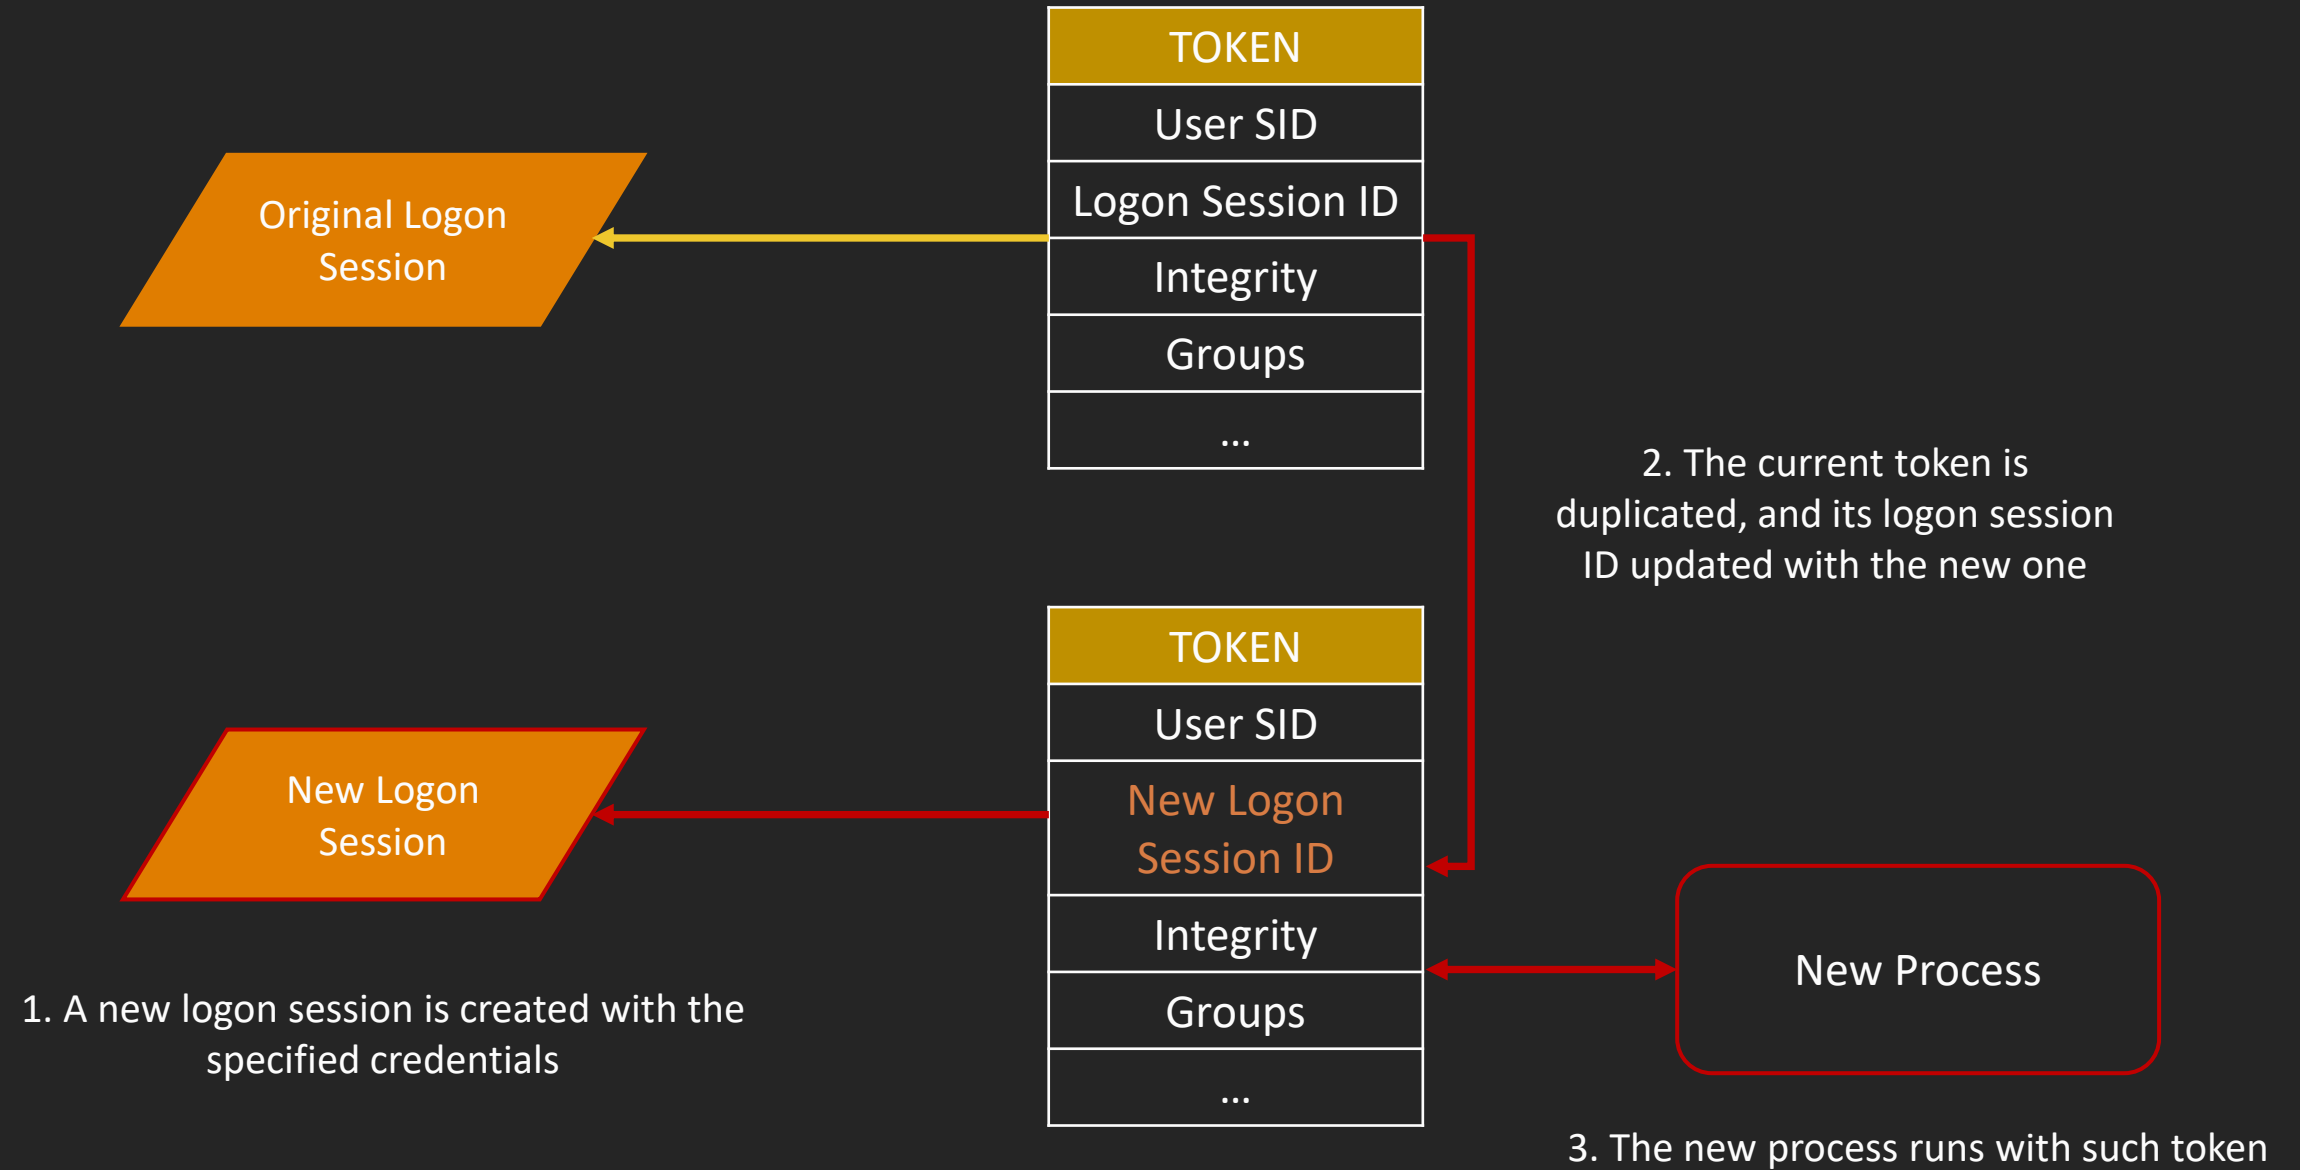 TOKEN
User SID
Logon Session ID
Integrity
Groups
...
Original Logon
Session
2. The current token is
duplicated, and its logon session
ID updated with the new one
TOKEN
User SID
New Logon
Session ID
Integrity
Groups
...
New Logon
Session
1. A new logon session is created with the
specified credentials
New Process
3. The new process runs with such token